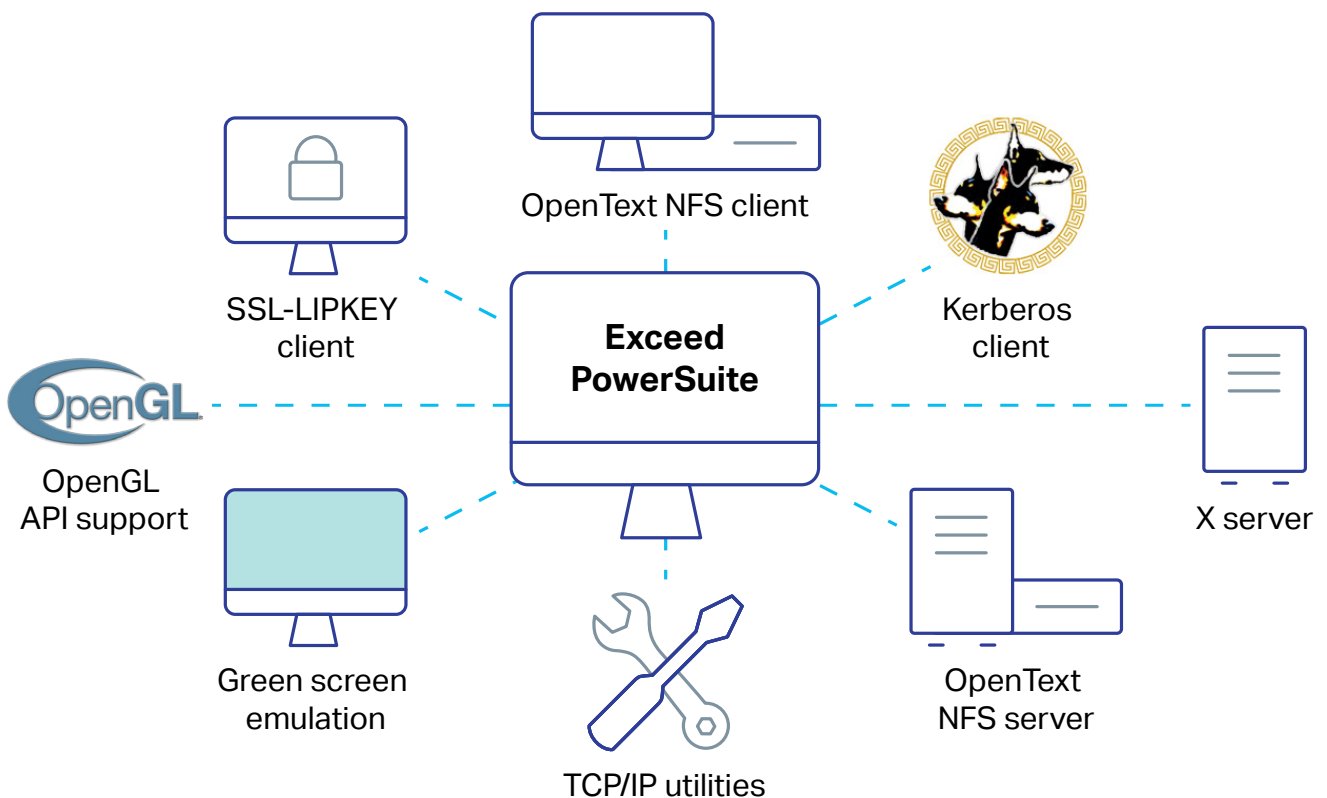 OpenText NFS client
SSL-LIPKEY
client
Kerberos
client
Exceed
PowerSuite
OpenGL
OpenGL
API support
X server
Green screen
emulation
OpenText
NFS server
TCP/IP utilities